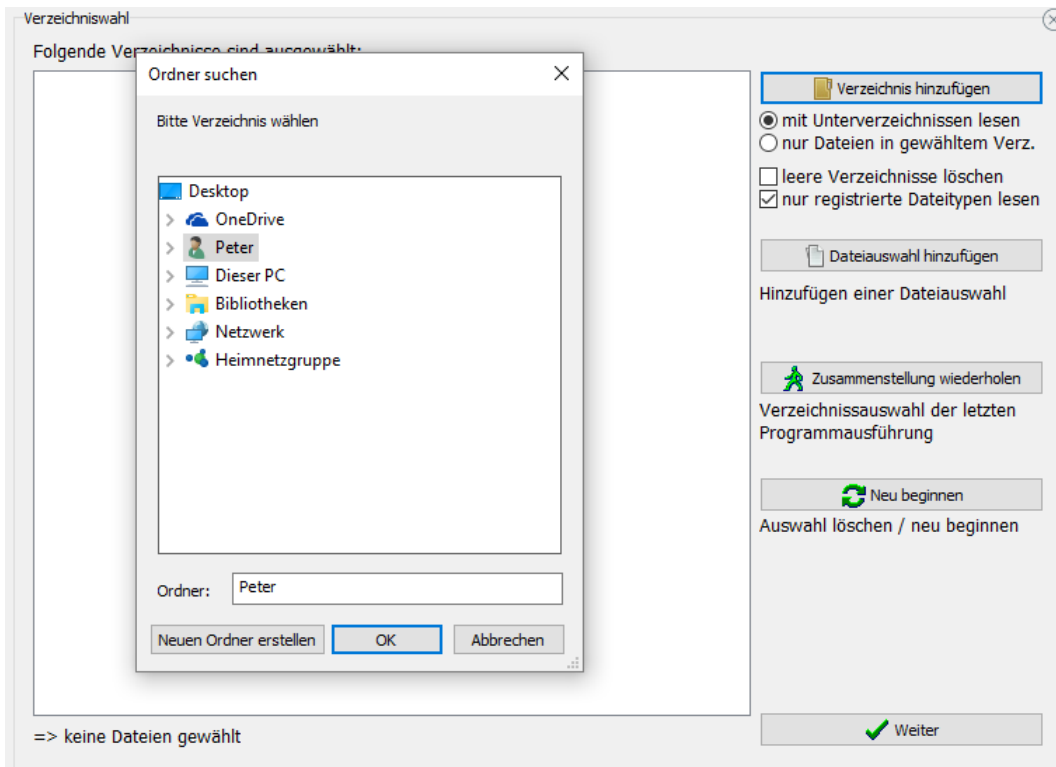 Verzeichniswahl
Folgende Verzeichnisse sind ausgewählt:
Ordner suchen
Bitte Verzeichnis wählen
Desktop
OneDrive
Peter
Dieser PC
Bibliotheken
Netzwerk
Heimnetzgruppe
Ordner:
Peter
Neuen Ordner erstellen
OK
Abbrechen
=> keine Dateien gewählt
Verzeichnis hinzufügen
mit Unterverzeichnissen lesen
nur Dateien in gewähltem Verz.
leere Verzeichnisse löschen
nur registrierte Dateitypen lesen
Dateiauswahl hinzufügen
Hinzufügen einer Dateiauswahl
Zusammenstellung wiederholen
Verzeichnissauswahl der letzten
Programmausführung
Neu beginnen
Auswahl löschen / neu beginnen
Weiter